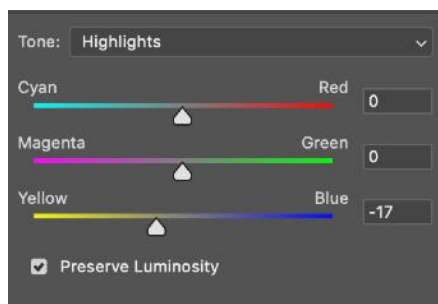 Tone: Highlights
Cyan Red 0
Magenta Green 0
Yellow Blue -17
Preserve Luminosity